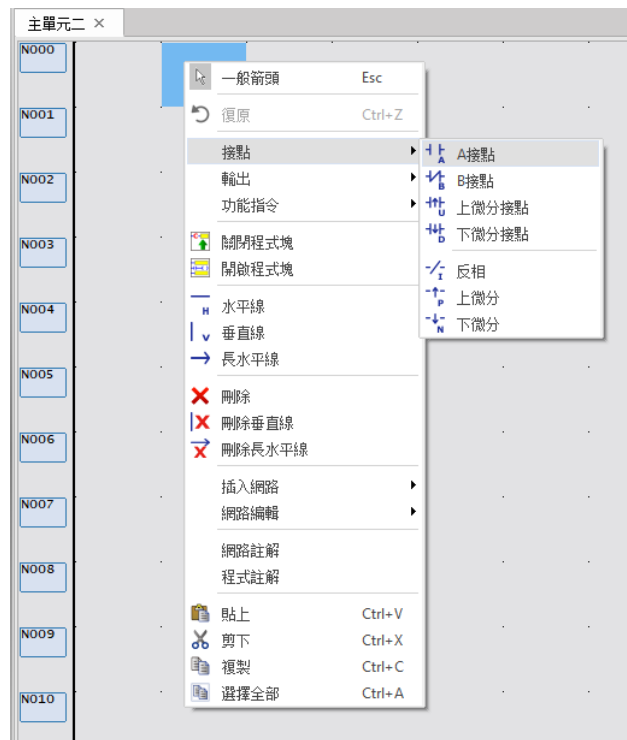 主單元二 ×
N000
N001
N002
N003
N004
N005
N006
N007
N008
N009
N010
一般箭頭 Esc
復原 Ctrl+Z
接點
輸出
功能指令
關閉程式塊
開啟程式塊
H 水平線
V 垂直線
長水平線
刪除
刪除垂直線
刪除長水平線
插入網路
網路編輯
網路註解
程式註解
貼上 Ctrl+V
剪下 Ctrl+X
複製 Ctrl+C
選擇全部 Ctrl+A
A A接點
B B接點
U 上微分接點
D 下微分接點
I 反相
P 上微分
N 下微分